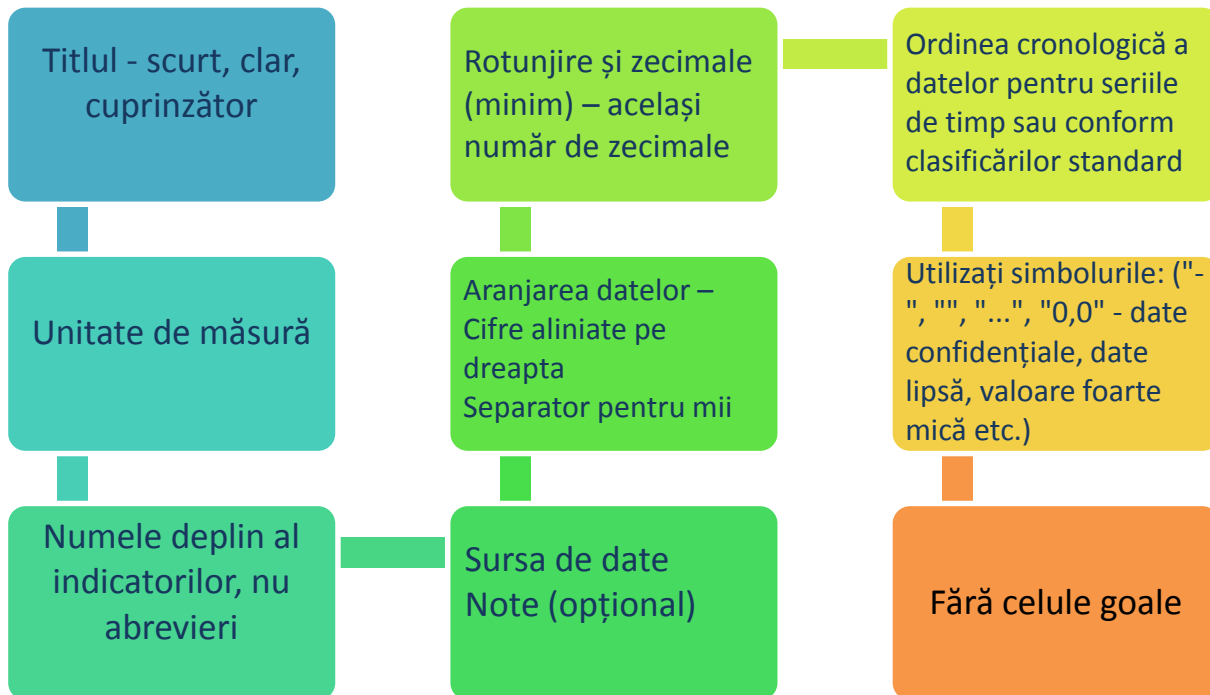 Titlul - scurt, clar,
cuprinzător
Unitate de măsură
Numele deplin al
indicatorilor, nu
abrevieri
Sursa de date
Note (opțional)
Aranjarea datelor –
Cifre aliniate pe
dreapta
Separator pentru mii
Rotunjire și zecimale
(minim) – același
număr de zecimale
Ordinea cronologică a
datelor pentru seriile
de timp sau conform
clasificărilor standard
Utilizați simbolurile: ("-
", "", "...", "0,0" - date
confidențiale, date
lipsă, valoare foarte
mică etc.)
Fără celule goale